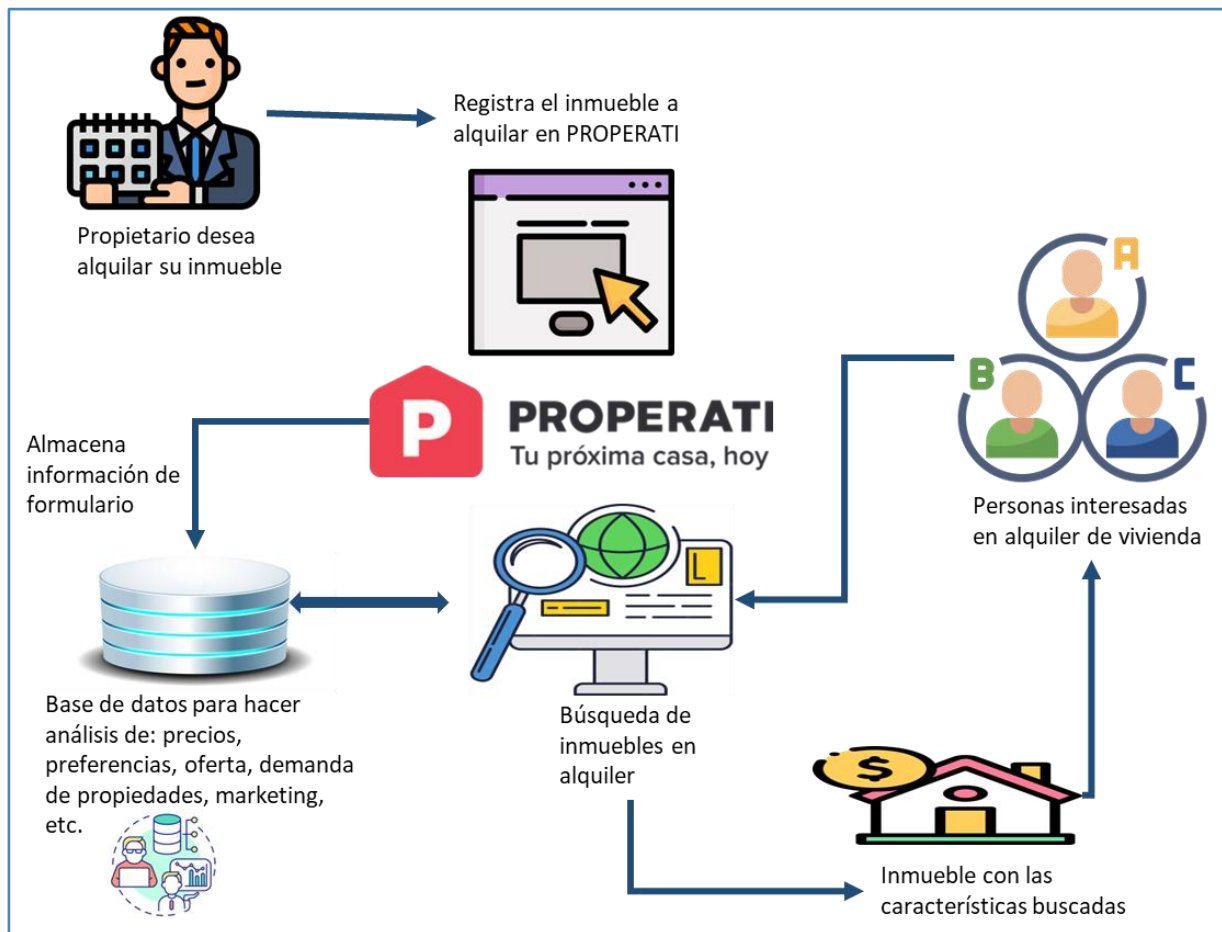 Registra el inmueble a
alquilar en PROPERATI
Propietario desea
alquilar su inmueble
A
B
C
P
PROPERATI
Tu próxima casa, hoy
Almacena
información de
formulario
Personas interesadas
en alquiler de vivienda
L
Base de datos para hacer
análisis de: precios,
preferencias, oferta, demanda
de propiedades, marketing,
etc.
Búsqueda de
inmuebles en
alquiler
$
Inmueble con las
características buscadas